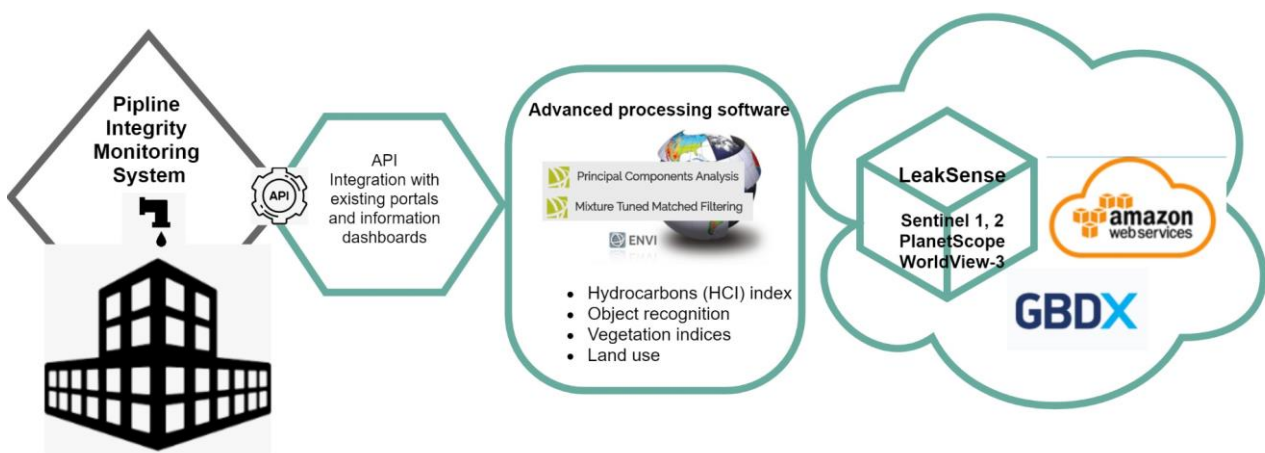 Pipline
Integrity
Monitoring
System
API
API
Integration with
existing portals
and information
dashboards
Advanced processing software
Principal Components Analysis
Mixture Tuned Matched Filtering
ENVI
• Hydrocarbons (HCI) index
• Object recognition
• Vegetation indices
• Land use
LeakSense
Sentinel 1, 2
PlanetScope
WorldView-3
amazon
webservices
GBDX